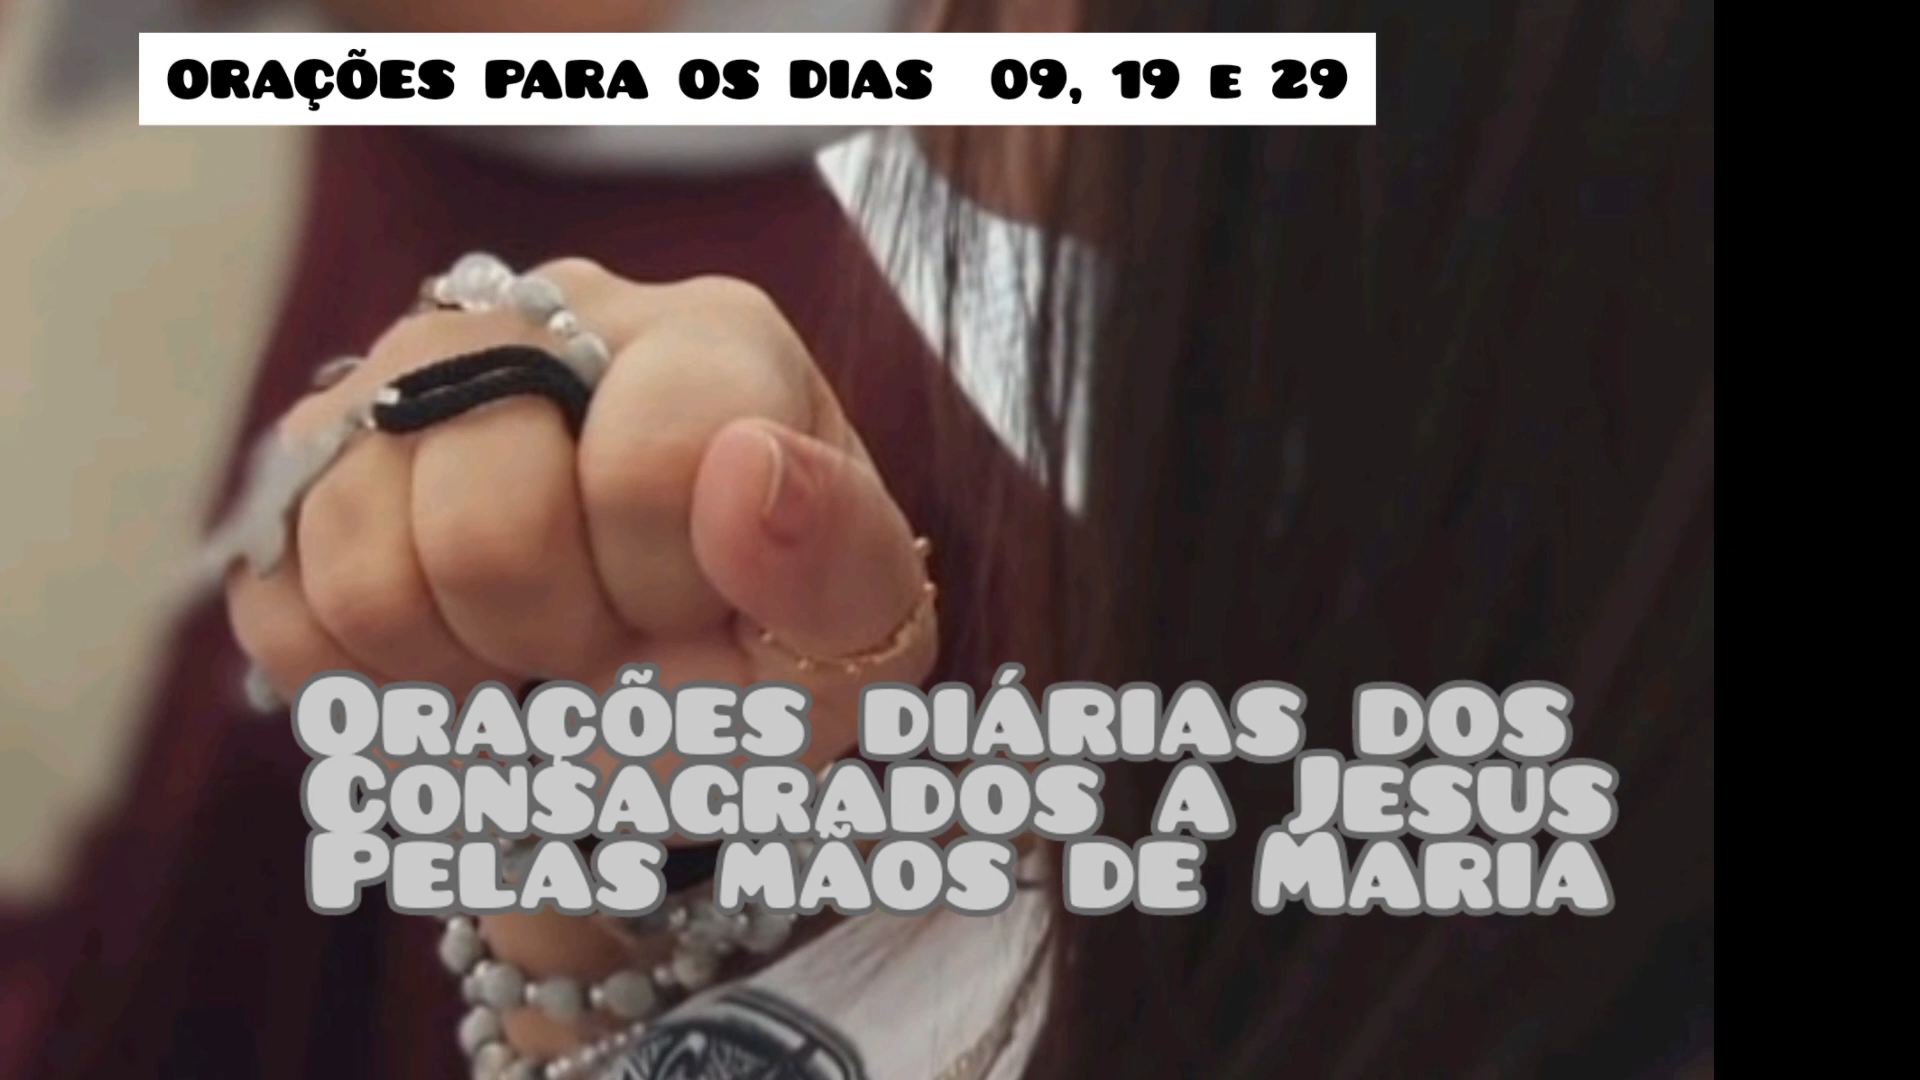 ORAÇÕES PARA OS DIAS 09, 19 E 29
ORAÇÕES DIÁRIAS DOS
CONSAGRADOS A JESUS
PELAS MÃOS DE MARIA